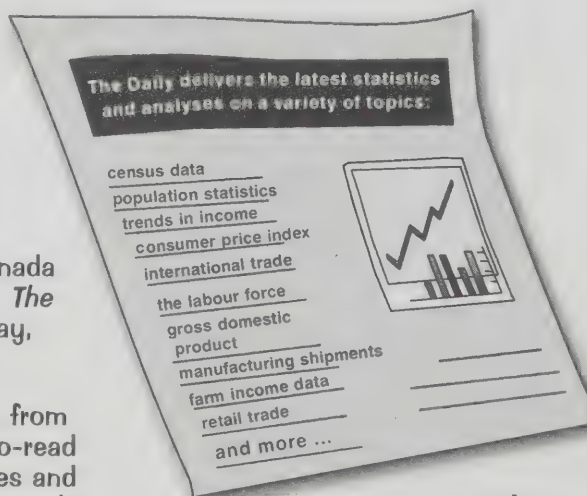 The Daily delivers the latest statistics
and analyses on a variety of topics:
census data
population statistics
trends in income
consumer price index
international trade
the labour force
gross domestic
product
manufacturing shipments
farm income data
retail trade
and more ...
nada
The
ay,
from
o-read
es and